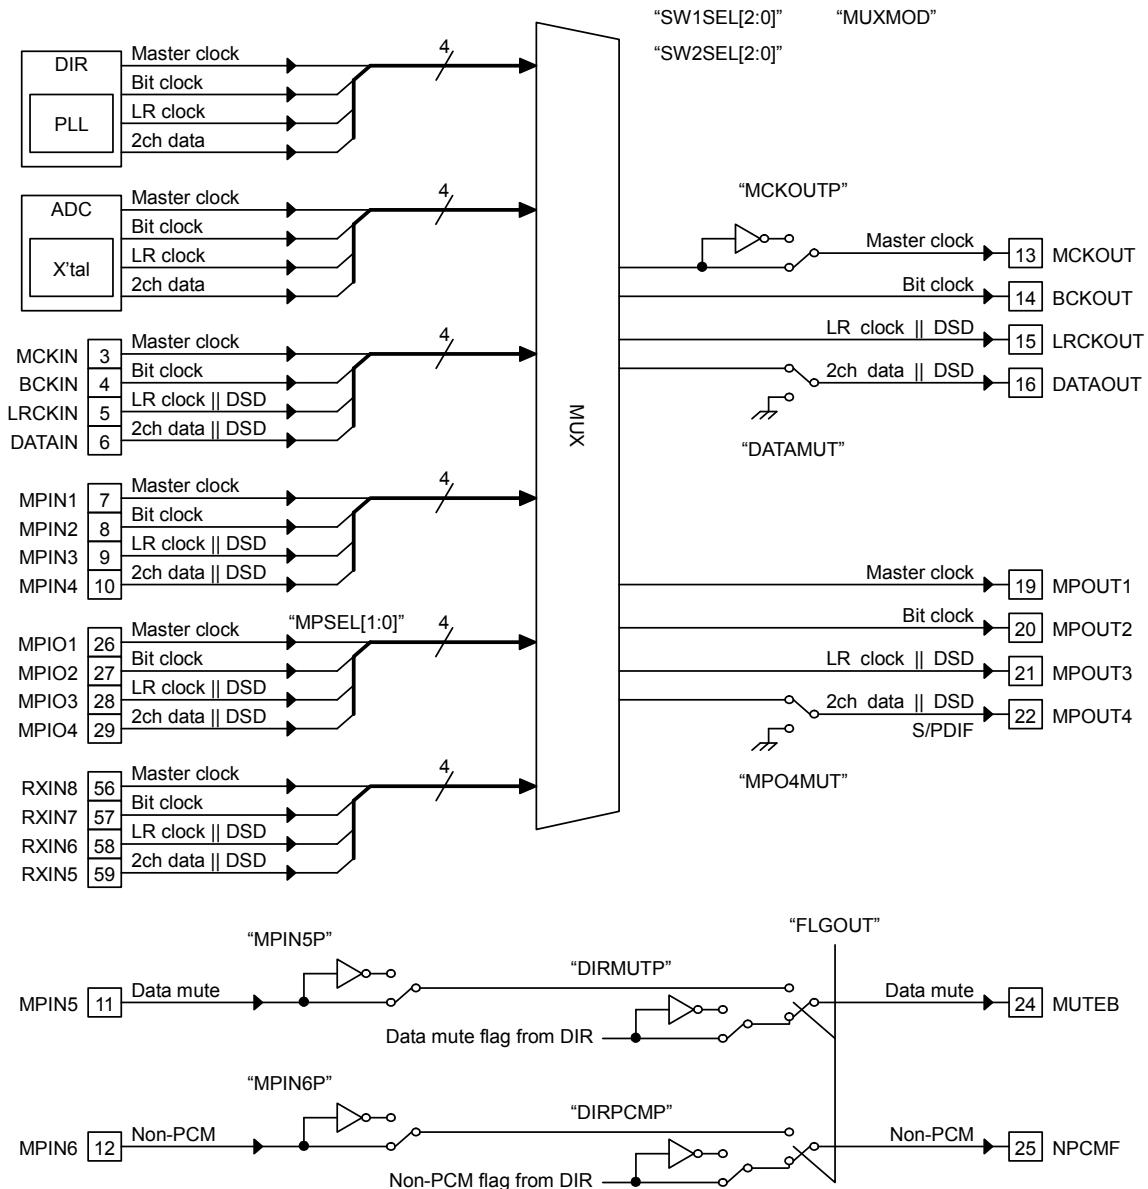 “SW1SEL[2:0]” “MUXMOD”
“SW2SEL[2:0]”
DIR
PLL
Master clock
Bit clock
LR clock
2ch data
4
ADC
X'tal
Master clock
Bit clock
LR clock
2ch data
4
MCKIN 3 Master clock
BCKIN 4 Bit clock
LRCKIN 5 LR clock || DSD
DATAIN 6 2ch data || DSD
4
MPIN1 7 Master clock
MPIN2 8 Bit clock
MPIN3 9 LR clock || DSD
MPIN4 10 2ch data || DSD
4
“MPSEL[1:0]”
MPIO1 26 Master clock
MPIO2 27 Bit clock
MPIO3 28 LR clock || DSD
MPIO4 29 2ch data || DSD
4
RXIN8 56 Master clock
RXIN7 57 Bit clock
RXIN6 58 LR clock || DSD
RXIN5 59 2ch data || DSD
4
MUX
“MCKOUTP”
Master clock 13 MCKOUT
Bit clock 14 BCKOUT
LR clock || DSD 15 LRCKOUT
2ch data || DSD 16 DATAOUT
“DATAMUT”
Master clock 19 MPOUT1
Bit clock 20 MPOUT2
LR clock || DSD 21 MPOUT3
2ch data || DSD 22 MPOUT4
S/PDIF
“MPO4MUT”
“FLGOUT”
“MPIN5P”
“DIRMUTP”
MPIN5 11 Data mute
Data mute 24 MUTEB
Data mute flag from DIR
“MPIN6P”
“DIRPCMP”
MPIN6 12 Non-PCM
Non-PCM 25 NPCMF
Non-PCM flag from DIR